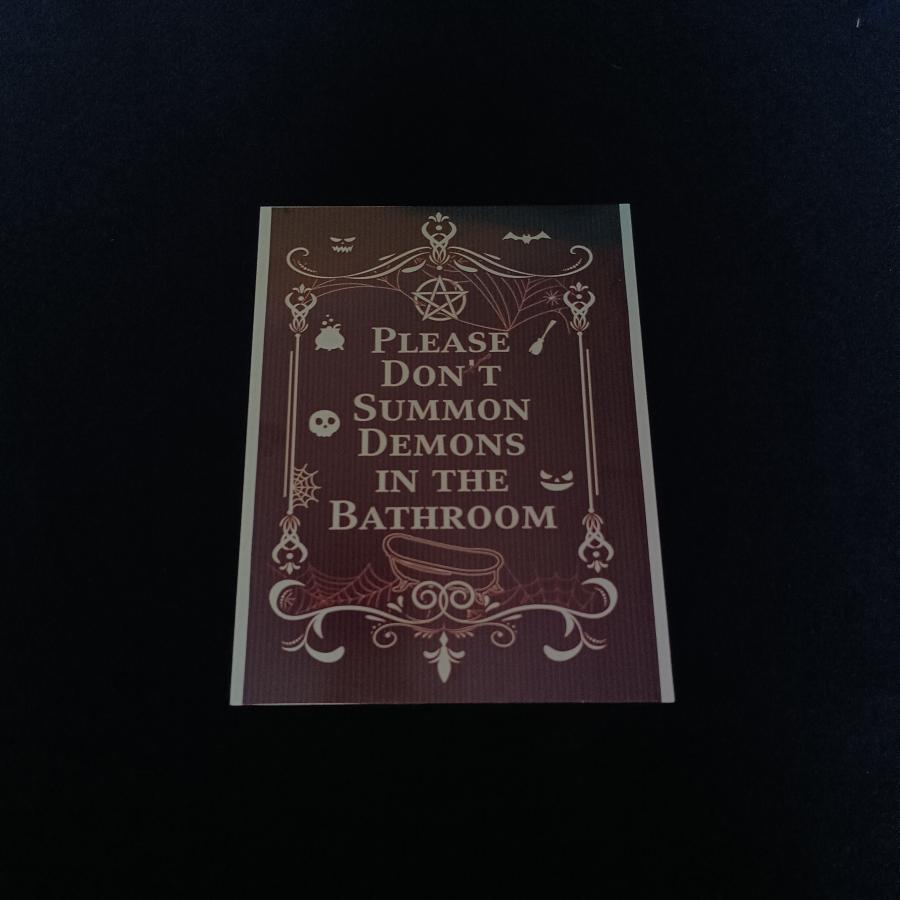 Please
Don't
Summon
Demons
in the
Bathroom